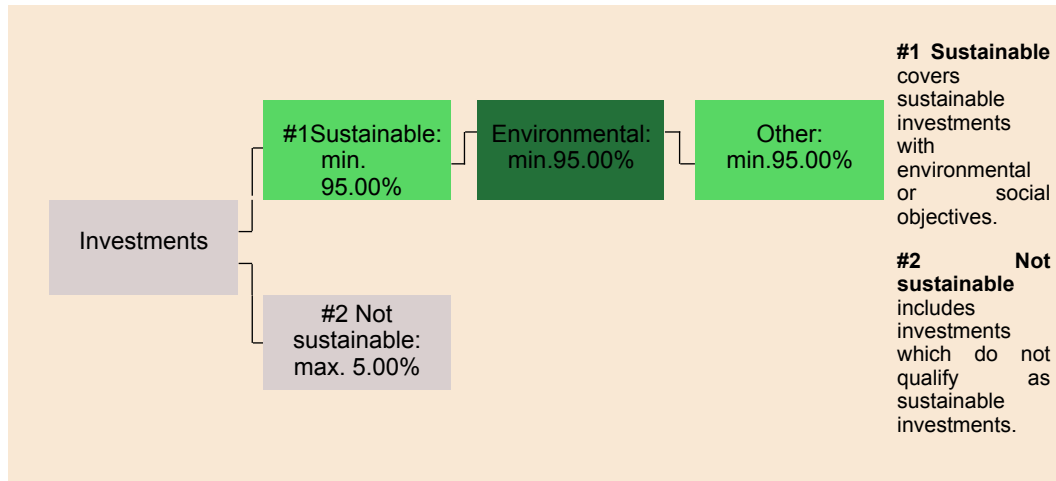 #1Sustainable:
min.
95.00%
Environmental:
min.95.00%
Other:
min.95.00%
Investments
#2 Not
sustainable:
max. 5.00%
#1 Sustainable
covers
sustainable
investments
with
environmental
or social
objectives.
#2 Not
sustainable
includes
investments
which do not
qualify as
sustainable
investments.